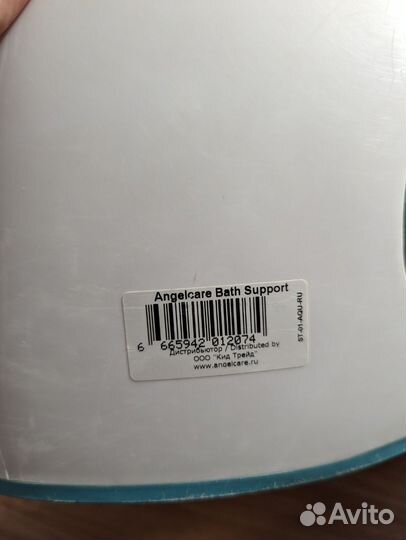 Angelcare Bath Support
6 665942 012074
Дистрибьютор / Distributed by
ООО "Кид Трейд"
www.angelcare.ru
ST-01-AQU-RU
Avito